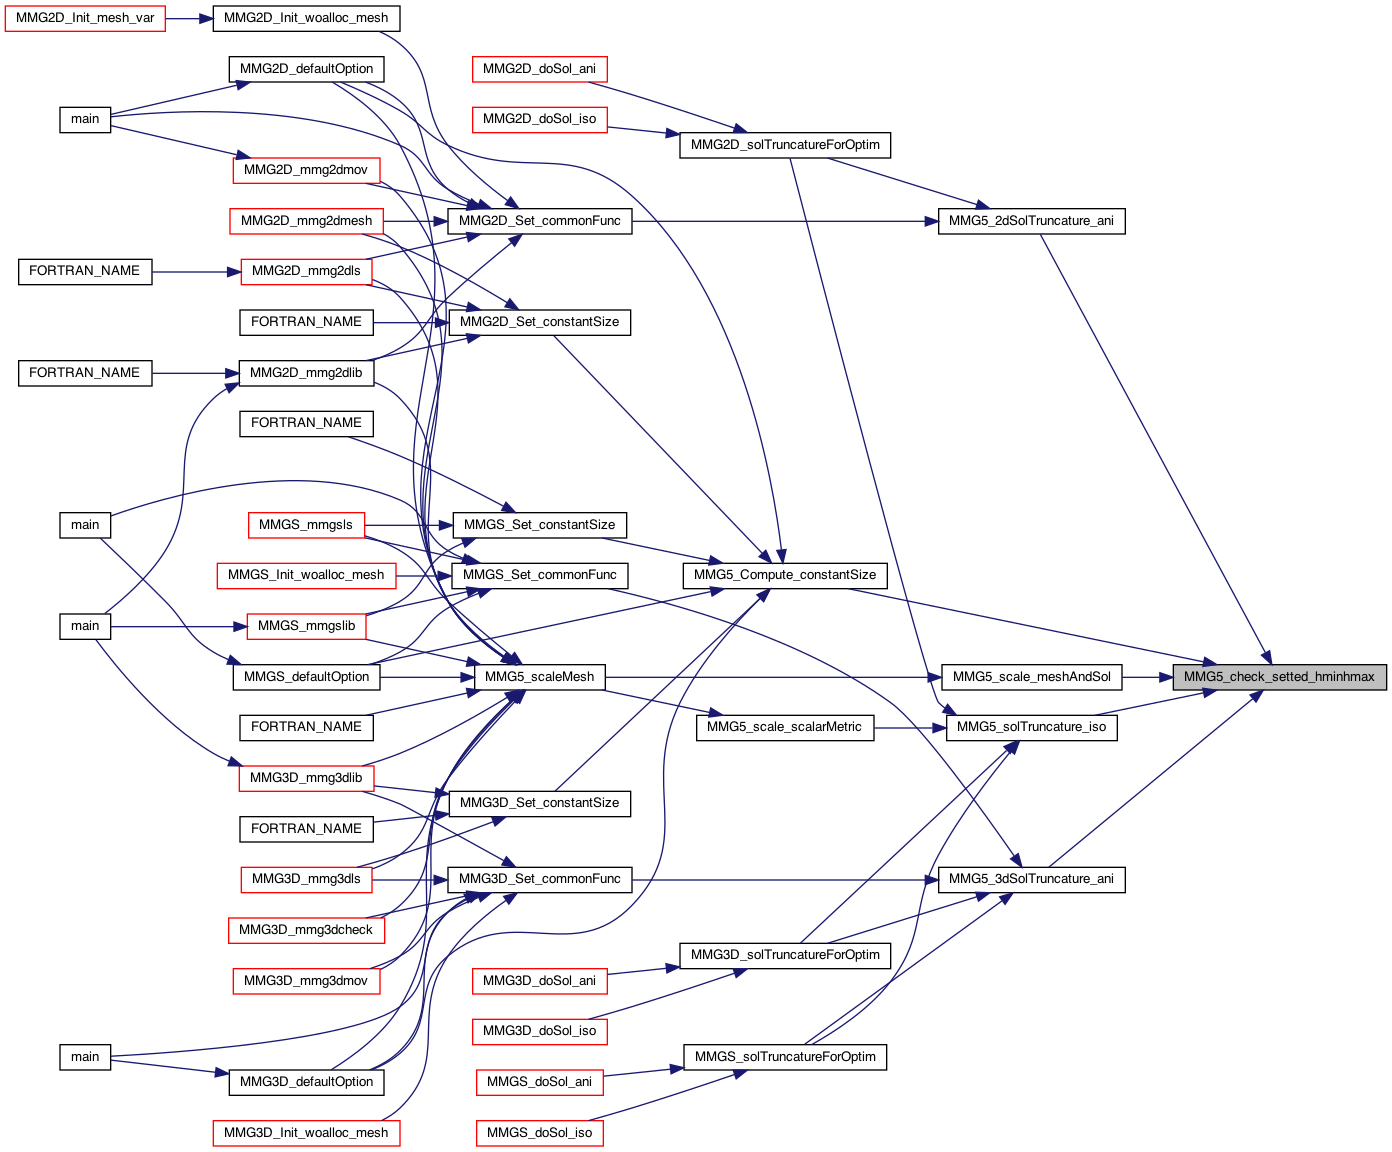 MMG2D_Init_mesh_var
MMG2D_Init_woalloc_mesh
MMG2D_defaultOption
MMG2D_doSol_ani
main
MMG2D_doSol_iso
MMG2D_solTruncatureForOptim
MMG2D_mmg2dmov
MMG2D_mmg2dmesh
MMG2D_Set_commonFunc
MMG5_2dSolTruncature_ani
FORTRAN_NAME
MMG2D_mmg2dls
FORTRAN_NAME
MMG2D_Set_constantSize
FORTRAN_NAME
MMG2D_mmg2dlib
FORTRAN_NAME
main
MMGS_mmgsls
MMGS_Set_constantSize
MMGS_Init_woalloc_mesh
MMGS_Set_commonFunc
MMG5_Compute_constantSize
main
MMGS_mmgslib
MMGS_defaultOption
MMG5_scaleMesh
MMG5_scale_meshAndSol
MMG5_check_setted_hminhmax
FORTRAN_NAME
MMG5_scale_scalarMetric
MMG5_solTruncature_iso
MMG3D_mmg3dlib
MMG3D_Set_constantSize
FORTRAN_NAME
MMG3D_mmg3dls
MMG3D_Set_commonFunc
MMG5_3dSolTruncature_ani
MMG3D_mmg3dcheck
MMG3D_solTruncatureForOptim
MMG3D_mmg3dmov
MMG3D_doSol_ani
MMG3D_doSol_iso
main
MMGS_solTruncatureForOptim
MMG3D_defaultOption
MMGS_doSol_ani
MMG3D_Init_woalloc_mesh
MMGS_doSol_iso